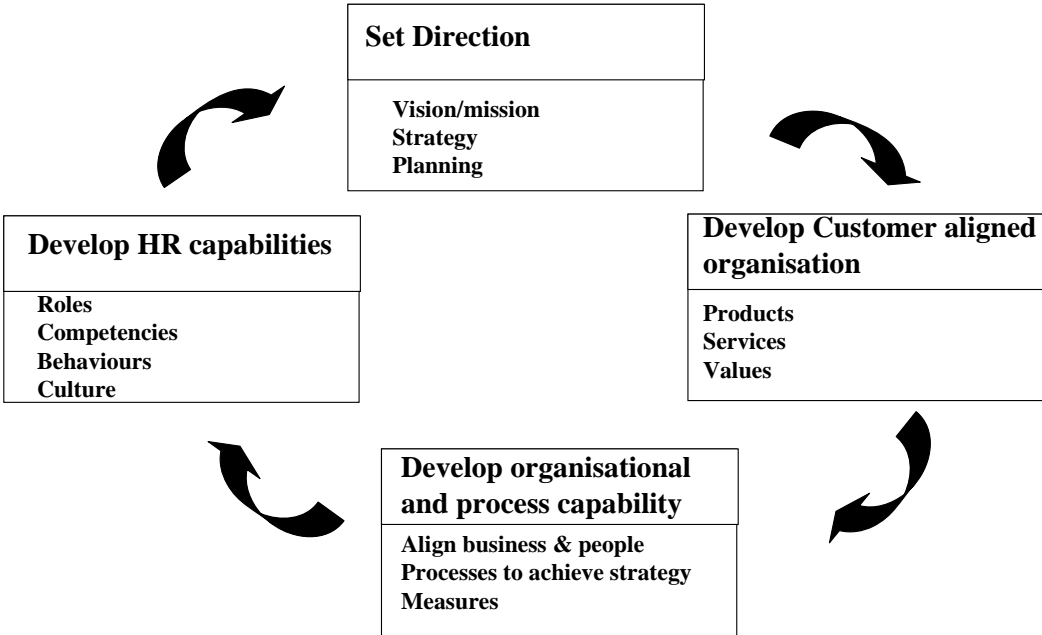 Set Direction
Vision/mission
Strategy
Planning
Develop Customer aligned
organisation
Products
Services
Values
Develop organisational
and process capability
Align business & people
Processes to achieve strategy
Measures
Develop HR capabilities
Roles
Competencies
Behaviours
Culture